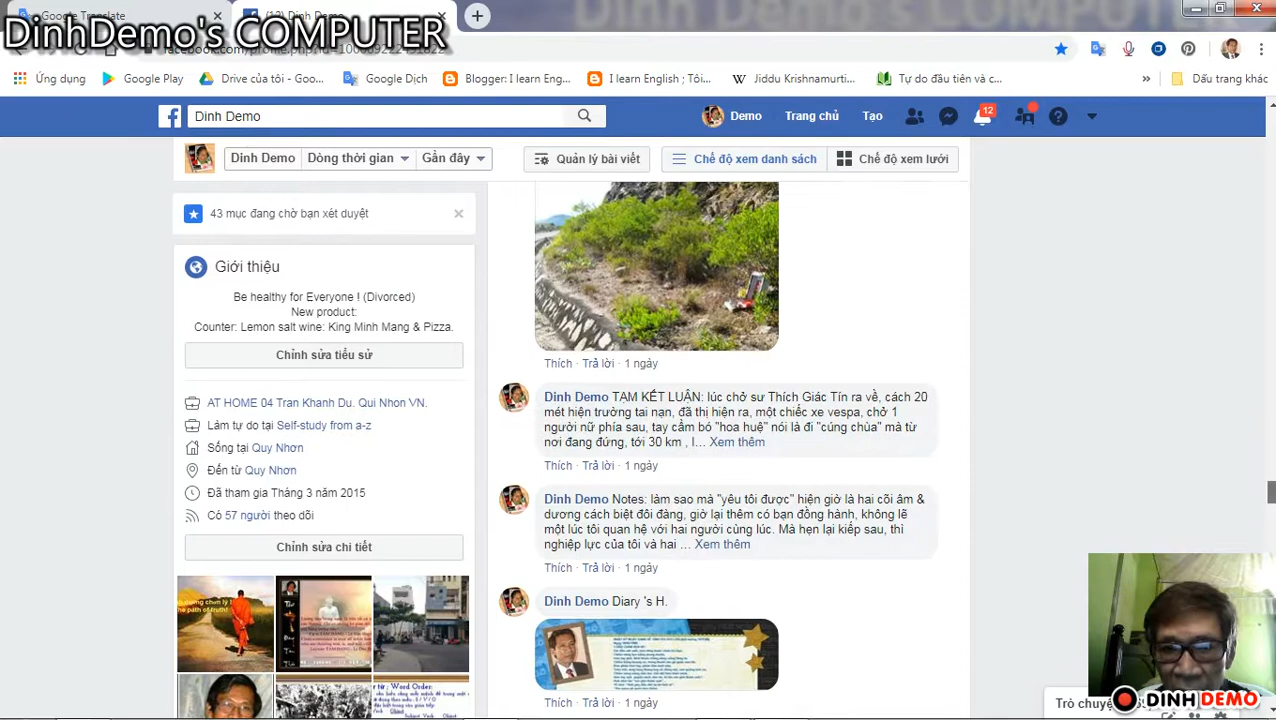 Google Translate
(12) Dinh Demo
DinhDemo's COMPUTER
Ứng dụng
Google Play
Drive của tôi - Goo...
Google Dịch
Blogger: I learn Eng...
I learn English ; Tôi...
Jiddu Krishnamurti...
Tự do đầu tiên và c...
»
Dấu trang khác
Dinh Demo
Demo
Trang chủ
Tạo
12
Dinh Demo
Dòng thời gian
Gần đây
Quản lý bài viết
Chế độ xem danh sách
Chế độ xem lưới
43 mục đang chờ bạn xét duyệt
Giới thiệu
Be healthy for Everyone ! (Divorced)
New product:
Counter: Lemon salt wine: King Minh Mang & Pizza.
Chỉnh sửa tiểu sử
AT HOME 04 Tran Khanh Du. Qui Nhon VN.
Làm tự do tại Self-study from a-z
Sống tại Quy Nhơn
Đến từ Quy Nhơn
Đã tham gia Tháng 3 năm 2015
Có 57 người theo dõi
Chỉnh sửa chi tiết
Thích · Trả lời · 1 ngày
Dinh Demo TẠM KẾT LUẬN: lúc chở sư Thích Giác Tín ra về, cách 20
mét hiện trường tai nạn, đã thị hiện ra, một chiếc xe vespa, chở 1
người nữ phía sau, tay cầm bó "hoa huệ" nói là đi "cúng chùa" mà từ
nơi đang đứng, tới 30 km , l... Xem thêm
Thích · Trả lời · 1 ngày
Dinh Demo Notes: làm sao mà "yêu tôi được" hiện giờ là hai cõi âm &
dương cách biệt đôi đàng, giờ lại thêm có bạn đồng hành, không lẽ
một lúc tôi quan hệ với hai người cùng lúc. Mà hẹn lại kiếp sau, thì
nghiệp lực của tôi và hai ... Xem thêm
Thích · Trả lời · 1 ngày
Dinh Demo Diary 's H.
Thích · Trả lời · 1 ngày
Trò chuyệ
DINH DEMO